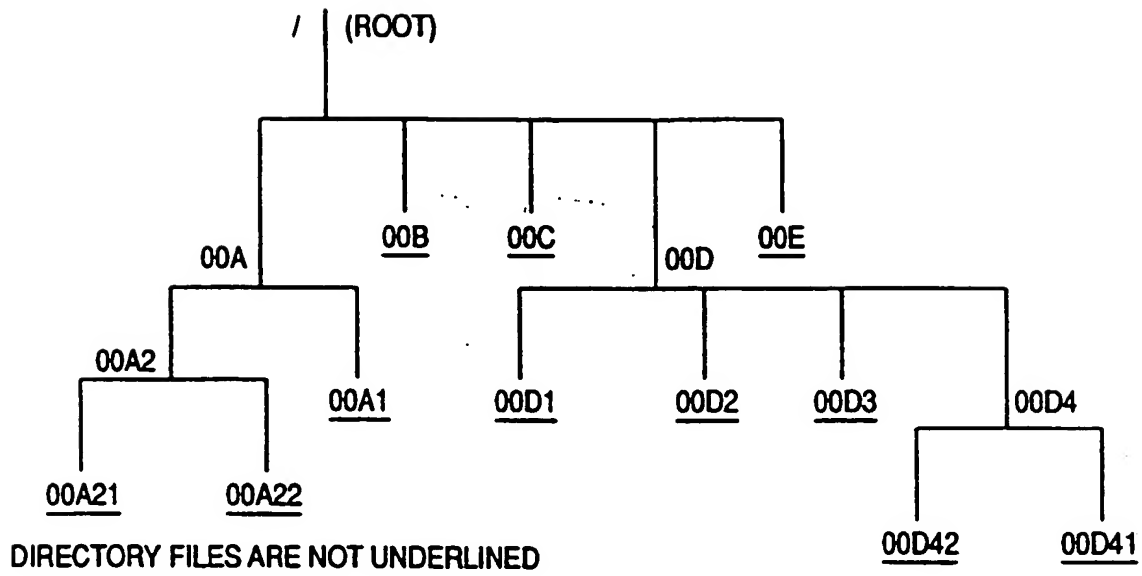 / (ROOT)
00B 00C 00E
00A 00D
00A2
00A1 00D1 00D2 00D3 00D4
00A21 00A22
00D42 00D41
DIRECTORY FILES ARE NOT UNDERLINED